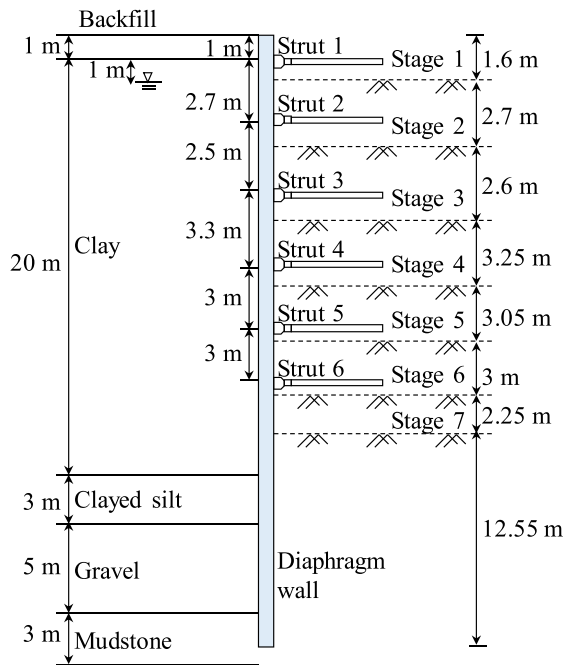 Backfill
1 m
1 m
Strut 1
Stage 1
1.6 m
1 m
2.7 m
Strut 2
Stage 2
2.7 m
2.5 m
Strut 3
Stage 3
2.6 m
20 m
Clay
3.3 m
Strut 4
Stage 4
3.25 m
3 m
Strut 5
Stage 5
3.05 m
3 m
Strut 6
Stage 6
3 m
Stage 7
2.25 m
3 m
Clayed silt
12.55 m
5 m
Gravel
Diaphragm
wall
3 m
Mudstone